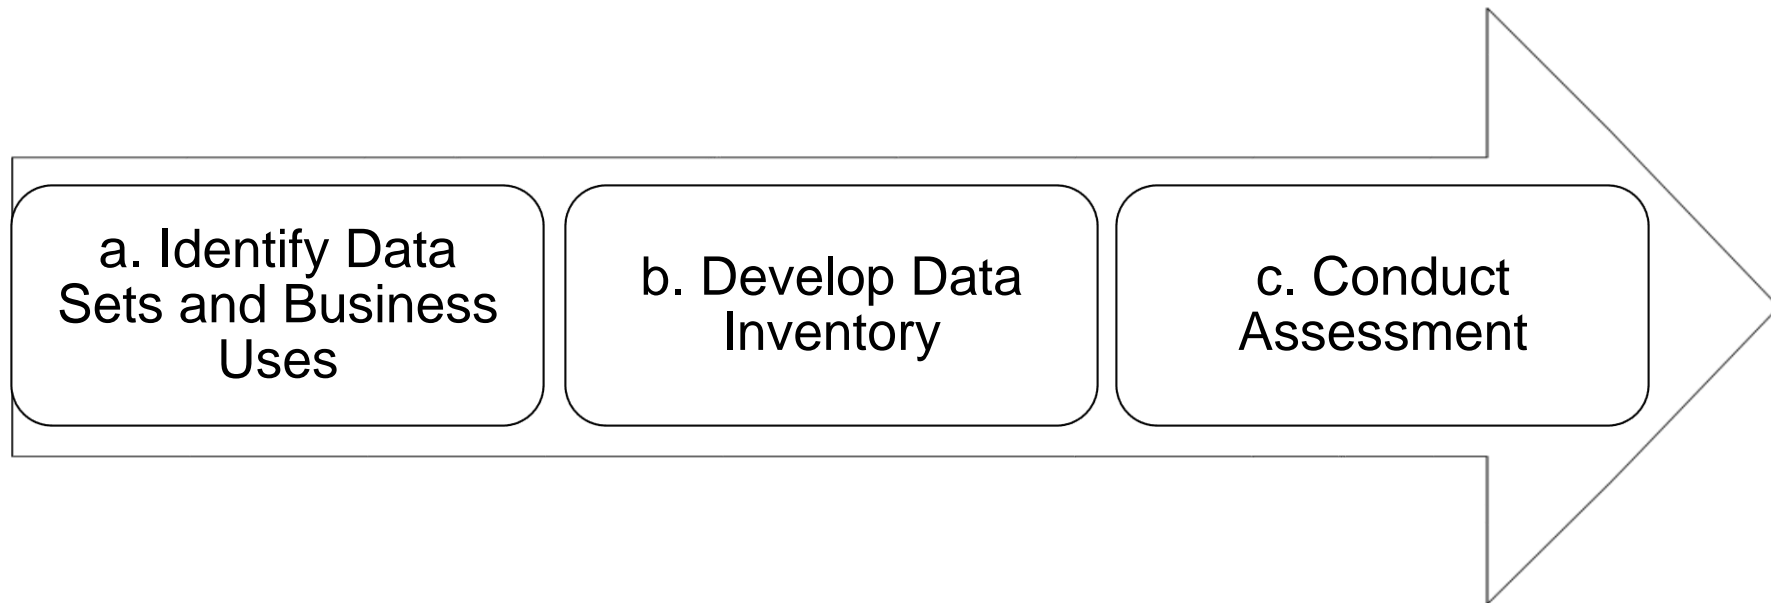 a. Identify Data
Sets and Business
Uses
b. Develop Data
Inventory
c. Conduct
Assessment